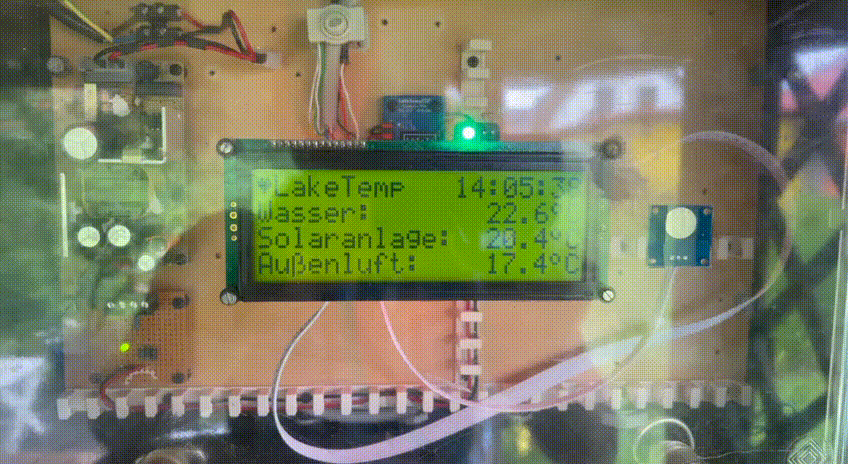 *LakeTemp 14:05:3
Wasser: 22.6°
Solaranlage: 20.4°C
Außenluft: 17.4°C